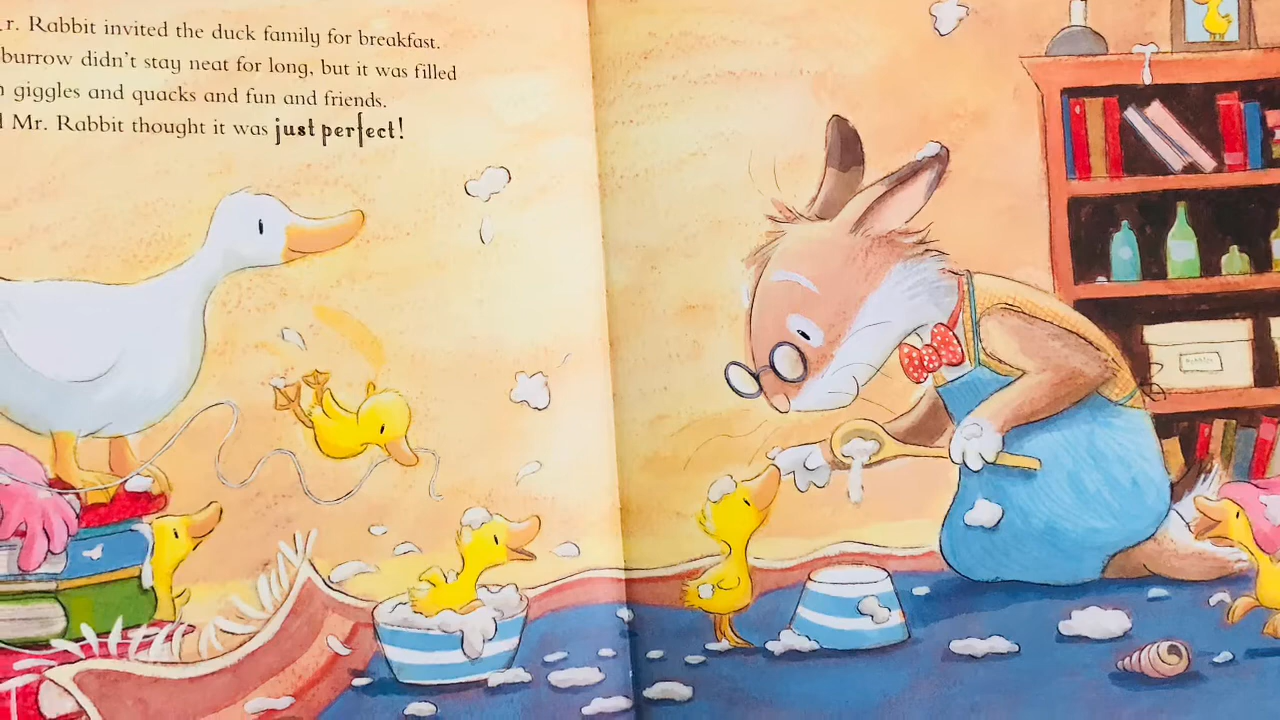 r. Rabbit invited the duck family for breakfast.
burrow didn't stay neat for long, but it was filled
giggles and quacks and fun and friends.
Mr. Rabbit thought it was just perfect!